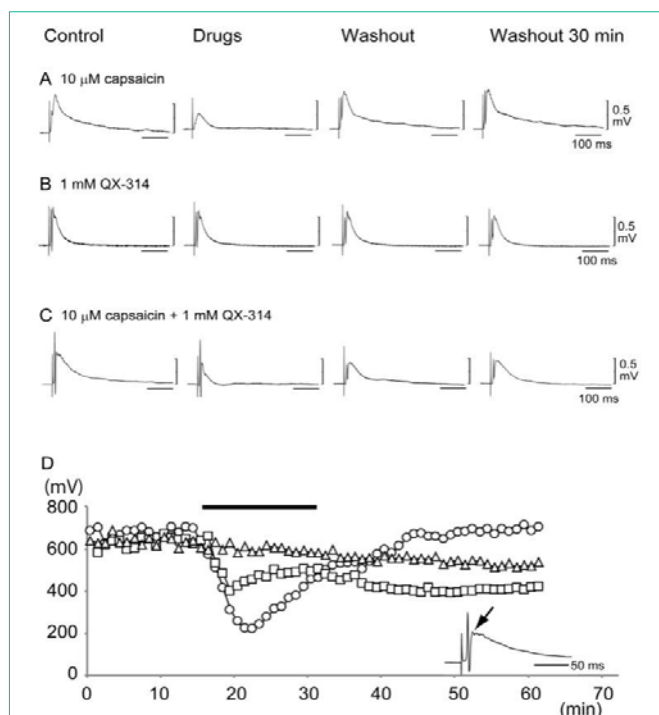 Control Drugs Washout Washout 30 min
A 10 μM capsaicin
0.5 mV
100 ms
B 1 mM QX-314
0.5 mV
100 ms
C 10 μM capsaicin + 1 mM QX-314
0.5 mV
100 ms
D
(mV)
800
600
400
200
0
50 ms
0 10 20 30 40 50 60 70
(min)